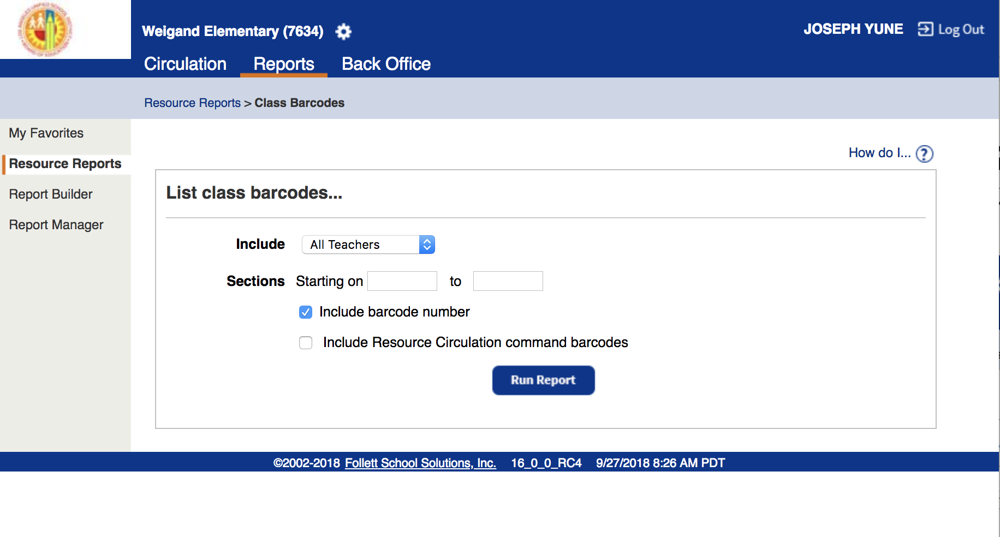 Weigand Elementary (7634)
JOSEPH YUNE Log Out
Circulation Reports Back Office
Resource Reports > Class Barcodes
My Favorites
Resource Reports
Report Builder
Report Manager
How do I... ?
List class barcodes...
Include All Teachers
Sections Starting on to
Include barcode number
Include Resource Circulation command barcodes
Run Report
©2002-2018 Follett School Solutions, Inc. 16_0_0_RC4 9/27/2018 8:26 AM PDT